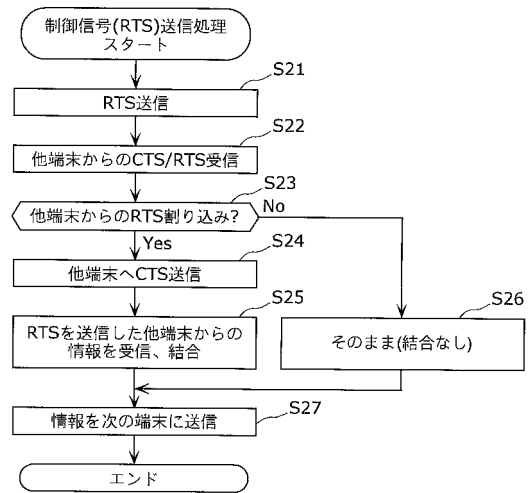 制御信号(RTS)送信処理
スタート
S21
RTS送信
S22
他端末からのCTS/RTS受信
S23
他端末からのRTS割り込み?
No
Yes
S24
他端末へCTS送信
S25
RTSを送信した他端末からの
情報を受信、結合
S26
そのまま(結合なし)
S27
情報を次の端末に送信
エンド